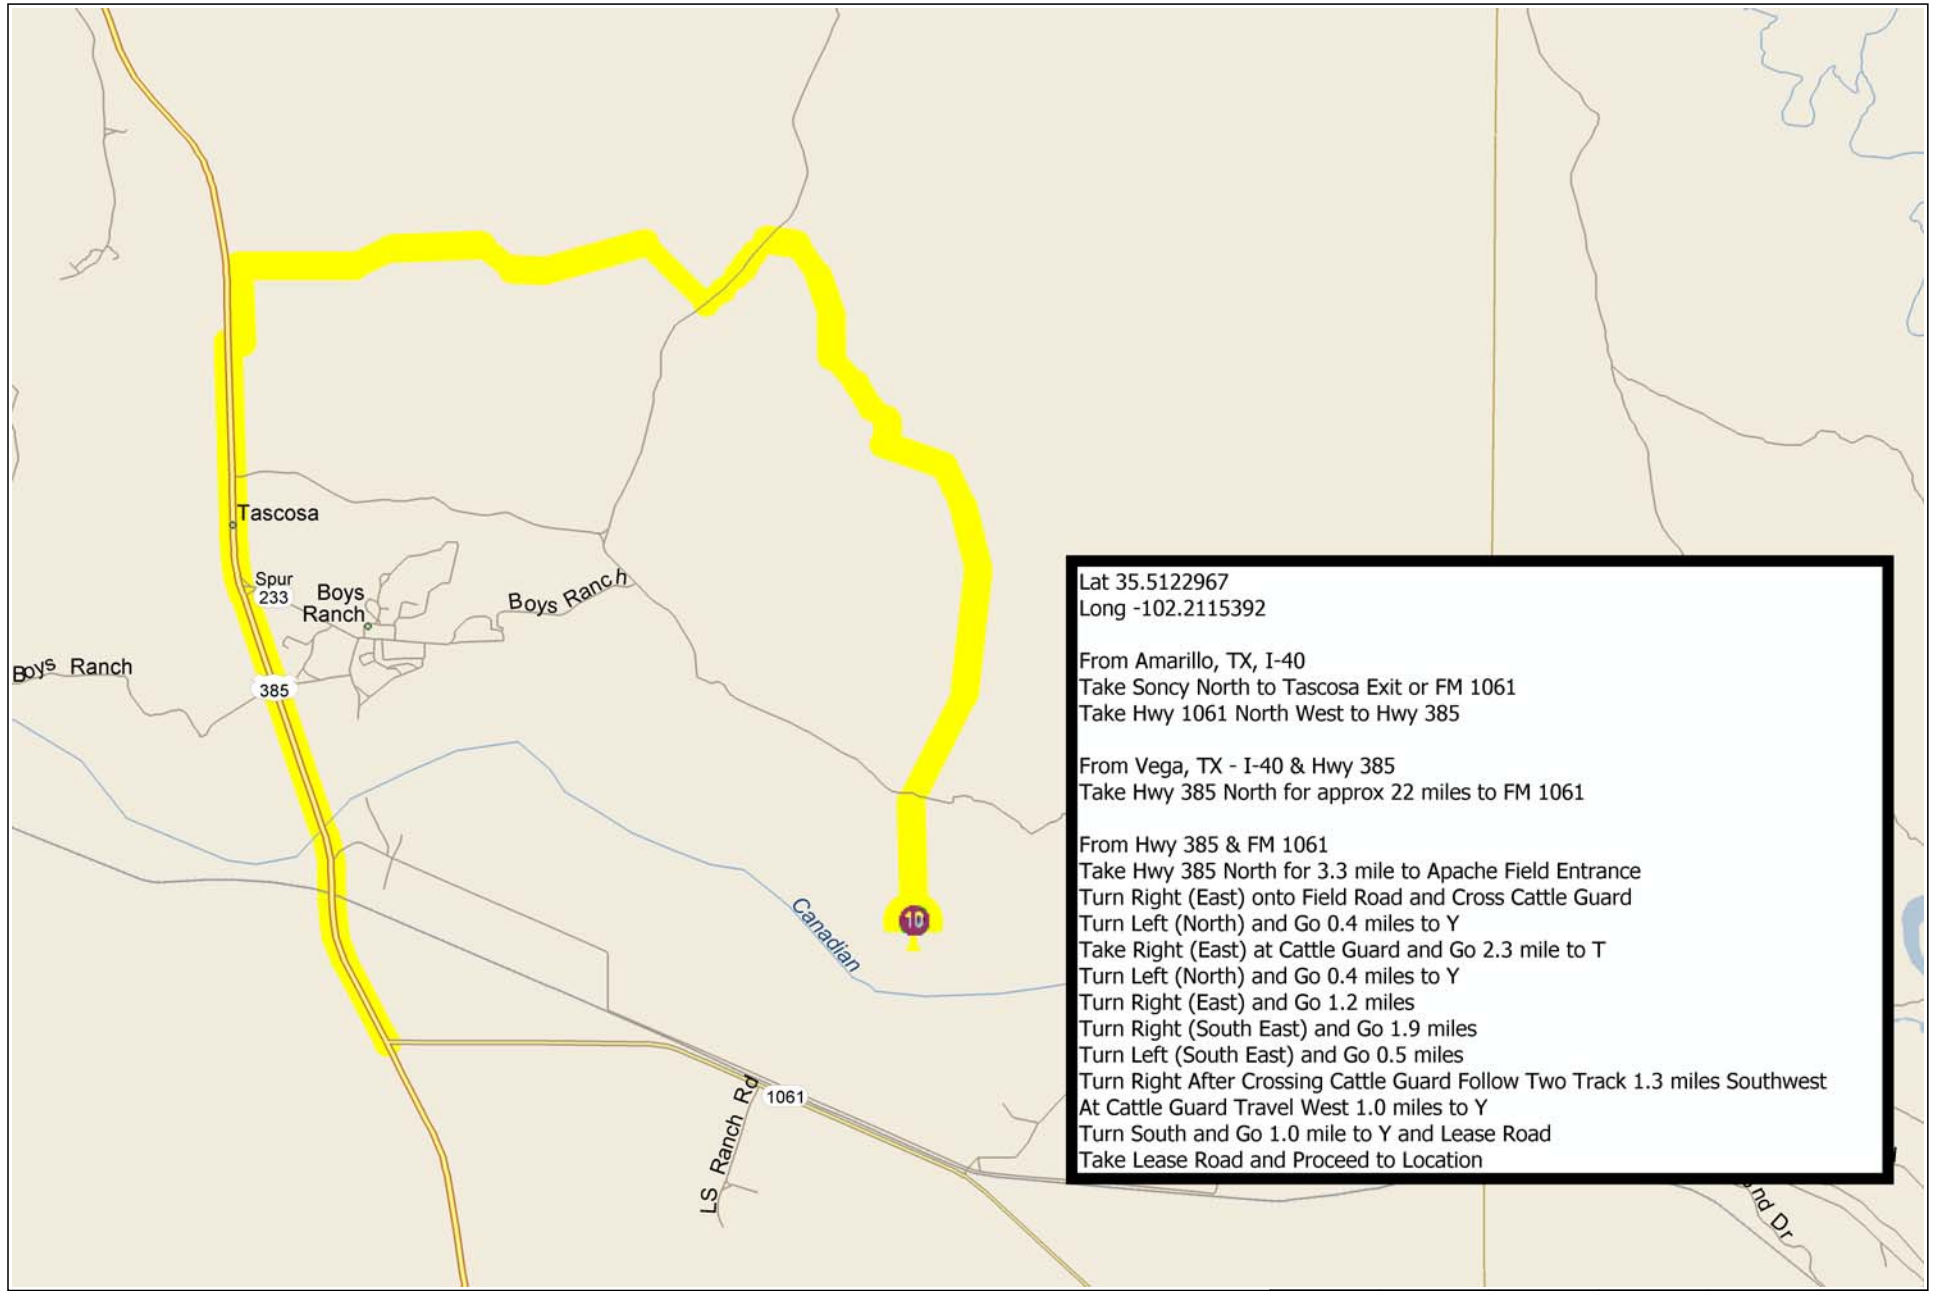 Tascosa
Spur
233
Boys
Ranch
Boys Ranch
Boys Ranch
385
Canadian
1061
LS Ranch Rd
10
Lat 35.5122967
Long -102.2115392
From Amarillo, TX, I-40
Take Soncy North to Tascosa Exit or FM 1061
Take Hwy 1061 North West to Hwy 385
From Vega, TX - I-40 & Hwy 385
Take Hwy 385 North for approx 22 miles to FM 1061
From Hwy 385 & FM 1061
Take Hwy 385 North for 3.3 mile to Apache Field Entrance
Turn Right (East) onto Field Road and Cross Cattle Guard
Turn Left (North) and Go 0.4 miles to Y
Take Right (East) at Cattle Guard and Go 2.3 mile to T
Turn Left (North) and Go 0.4 miles to Y
Turn Right (East) and Go 1.2 miles
Turn Right (South East) and Go 1.9 miles
Turn Left (South East) and Go 0.5 miles
Turn Right After Crossing Cattle Guard Follow Two Track 1.3 miles Southwest
At Cattle Guard Travel West 1.0 miles to Y
Turn South and Go 1.0 mile to Y and Lease Road
Take Lease Road and Proceed to Location
Dr